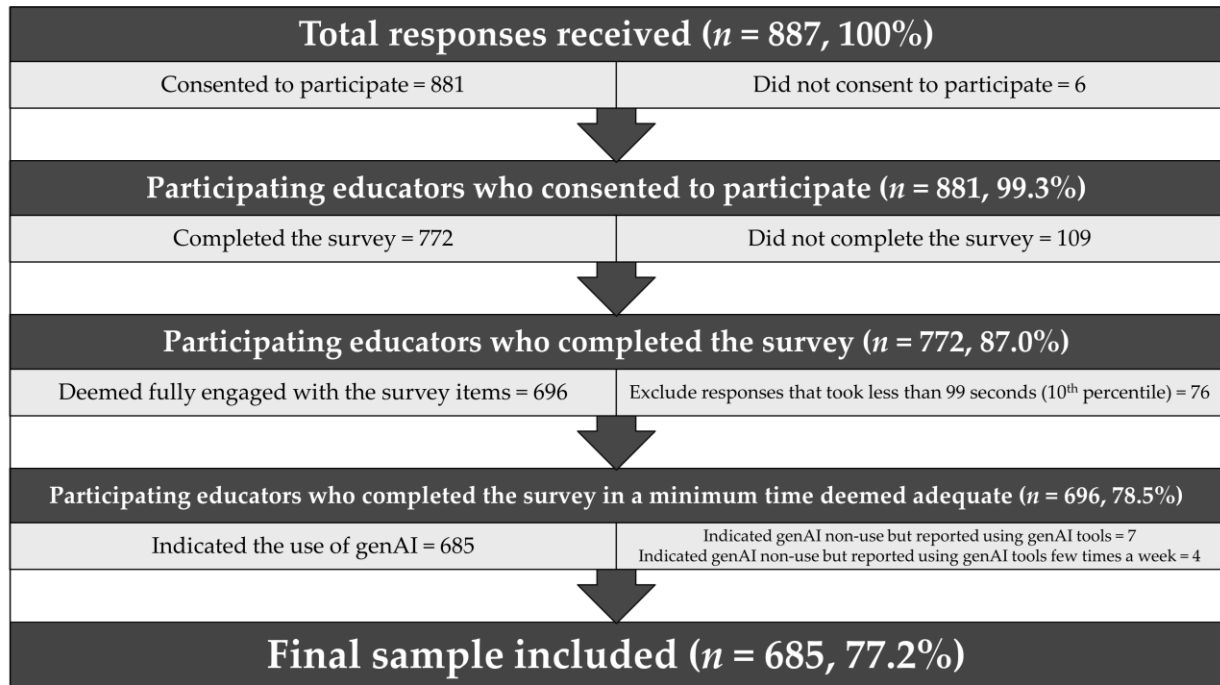 Total responses received (n = 887, 100%)
Consented to participate = 881
Did not consent to participate = 6
Participating educators who consented to participate (n = 881, 99.3%)
Completed the survey = 772
Did not complete the survey = 109
Participating educators who completed the survey (n = 772, 87.0%)
Deemed fully engaged with the survey items = 696
Exclude responses that took less than 99 seconds (10th percentile) = 76
Participating educators who completed the survey in a minimum time deemed adequate (n = 696, 78.5%)
Indicated the use of genAI = 685
Indicated genAI non-use but reported using genAI tools = 7
Indicated genAI non-use but reported using genAI tools few times a week = 4
Final sample included (n = 685, 77.2%)